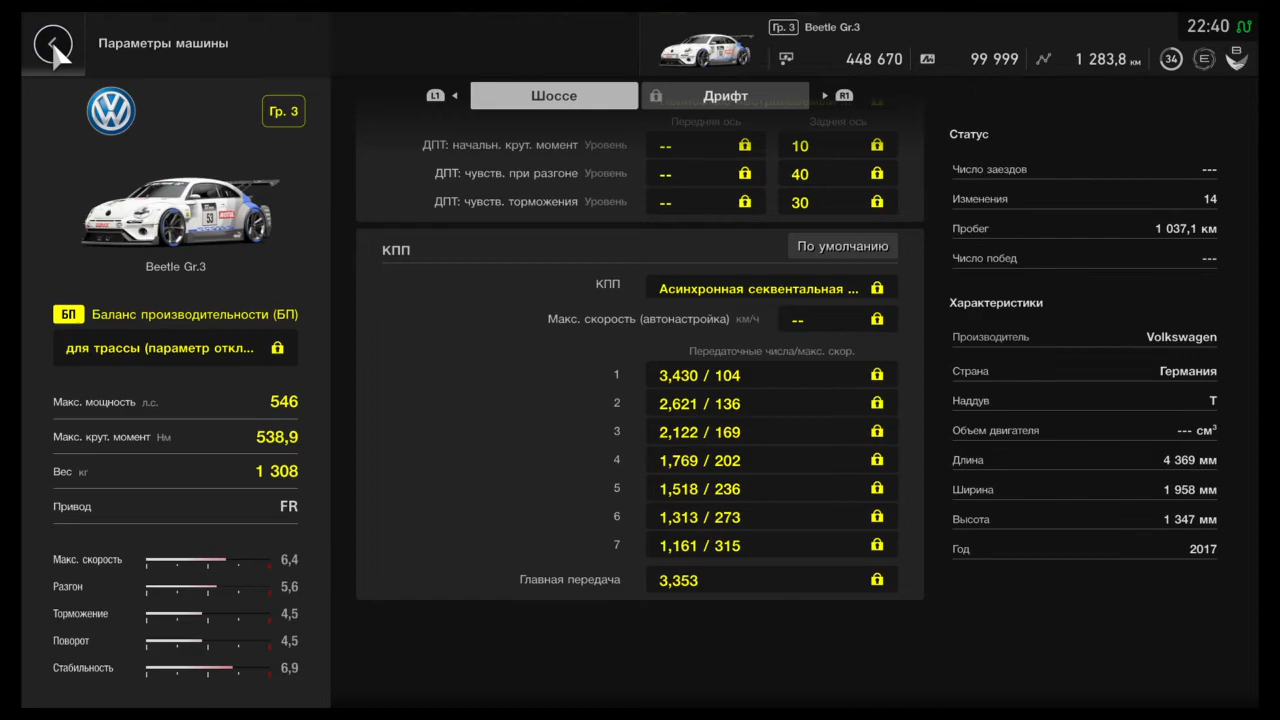 Параметры машины
Гр. 3 Beetle Gr.3
448 670 99 999 1 283,8 км 34 E B
22:40
Гр. 3
Beetle Gr.3
БП Баланс производительности (БП)
для трассы (параметр откл...
Макс. мощность л.с. 546
Макс. крут. момент Нм 538,9
Вес кг 1 308
Привод FR
Макс. скорость 6,4
Разгон 5,6
Торможение 4,5
Поворот 4,5
Стабильность 6,9
L1 Шоссе Дрифт R1
Передняя ось Задняя ось
ДПТ: начальн. крут. момент Уровень -- 10
ДПТ: чувств. при разгоне Уровень -- 40
ДПТ: чувств. торможения Уровень -- 30
КПП По умолчанию
КПП Асинхронная секвентальная ...
Макс. скорость (автонастройка) км/ч --
Передаточные числа/макс. скор.
1 3,430 / 104
2 2,621 / 136
3 2,122 / 169
4 1,769 / 202
5 1,518 / 236
6 1,313 / 273
7 1,161 / 315
Главная передача 3,353
Статус
Число заездов ---
Изменения 14
Пробег 1 037,1 км
Число побед ---
Характеристики
Производитель Volkswagen
Страна Германия
Наддув T
Объем двигателя --- см³
Длина 4 369 мм
Ширина 1 958 мм
Высота 1 347 мм
Год 2017